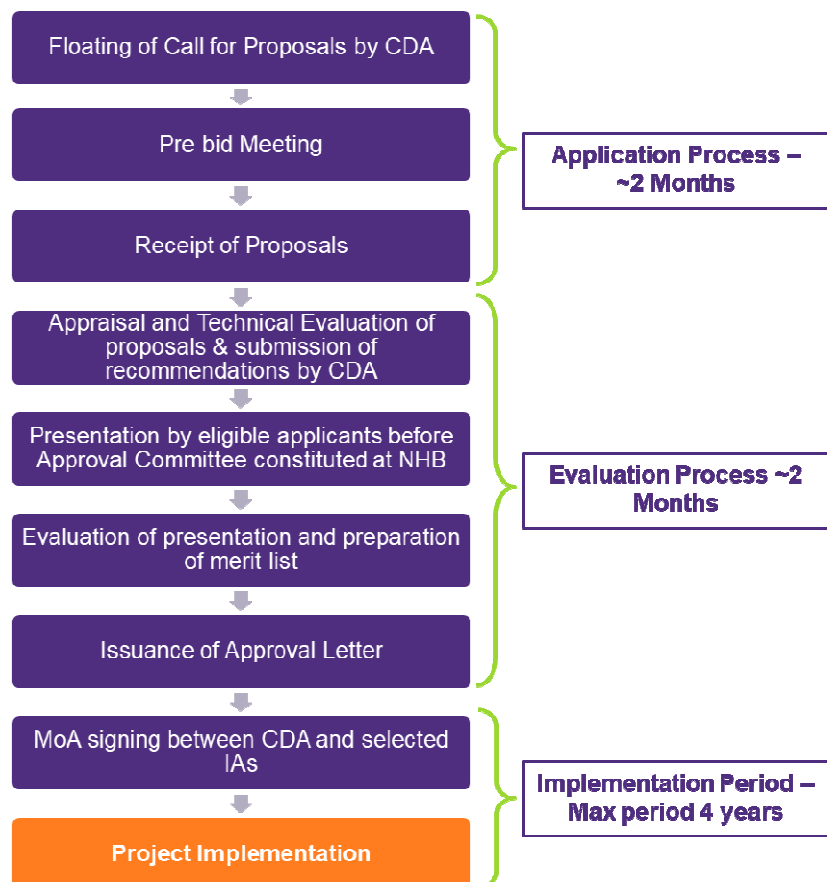 Floating of Call for Proposals by CDA
Pre bid Meeting
Receipt of Proposals
Application Process –
~2 Months
Appraisal and Technical Evaluation of
proposals & submission of
recommendations by CDA
Presentation by eligible applicants before
Approval Committee constituted at NHB
Evaluation of presentation and preparation
of merit list
Issuance of Approval Letter
Evaluation Process ~2
Months
MoA signing between CDA and selected
IAs
Project Implementation
Implementation Period –
Max period 4 years